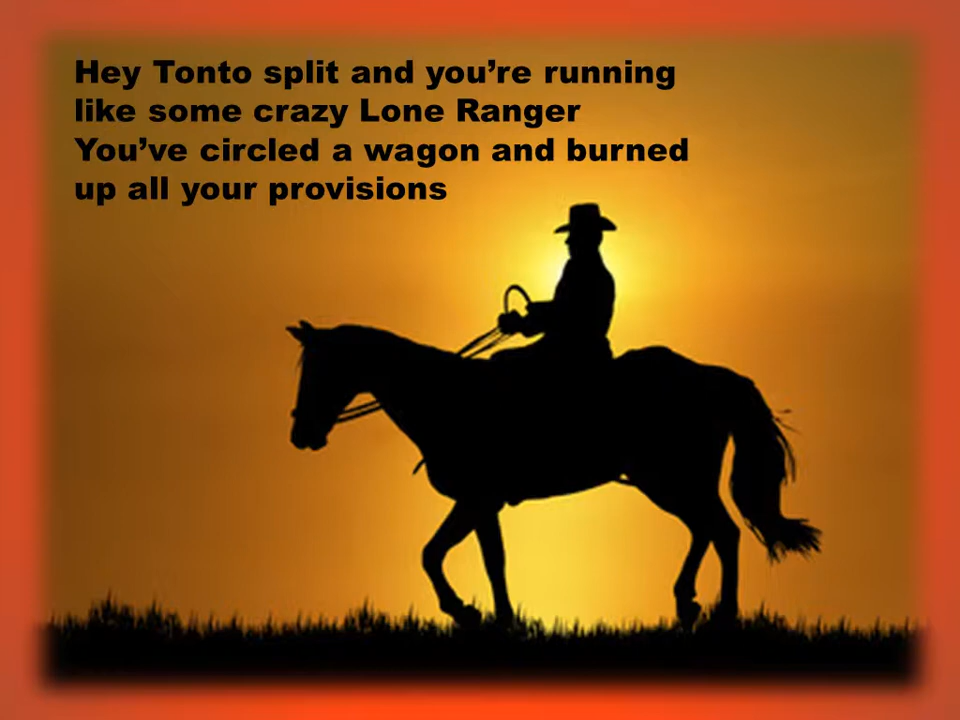 Hey Tonto split and you’re running
like some crazy Lone Ranger
You’ve circled a wagon and burned
up all your provisions